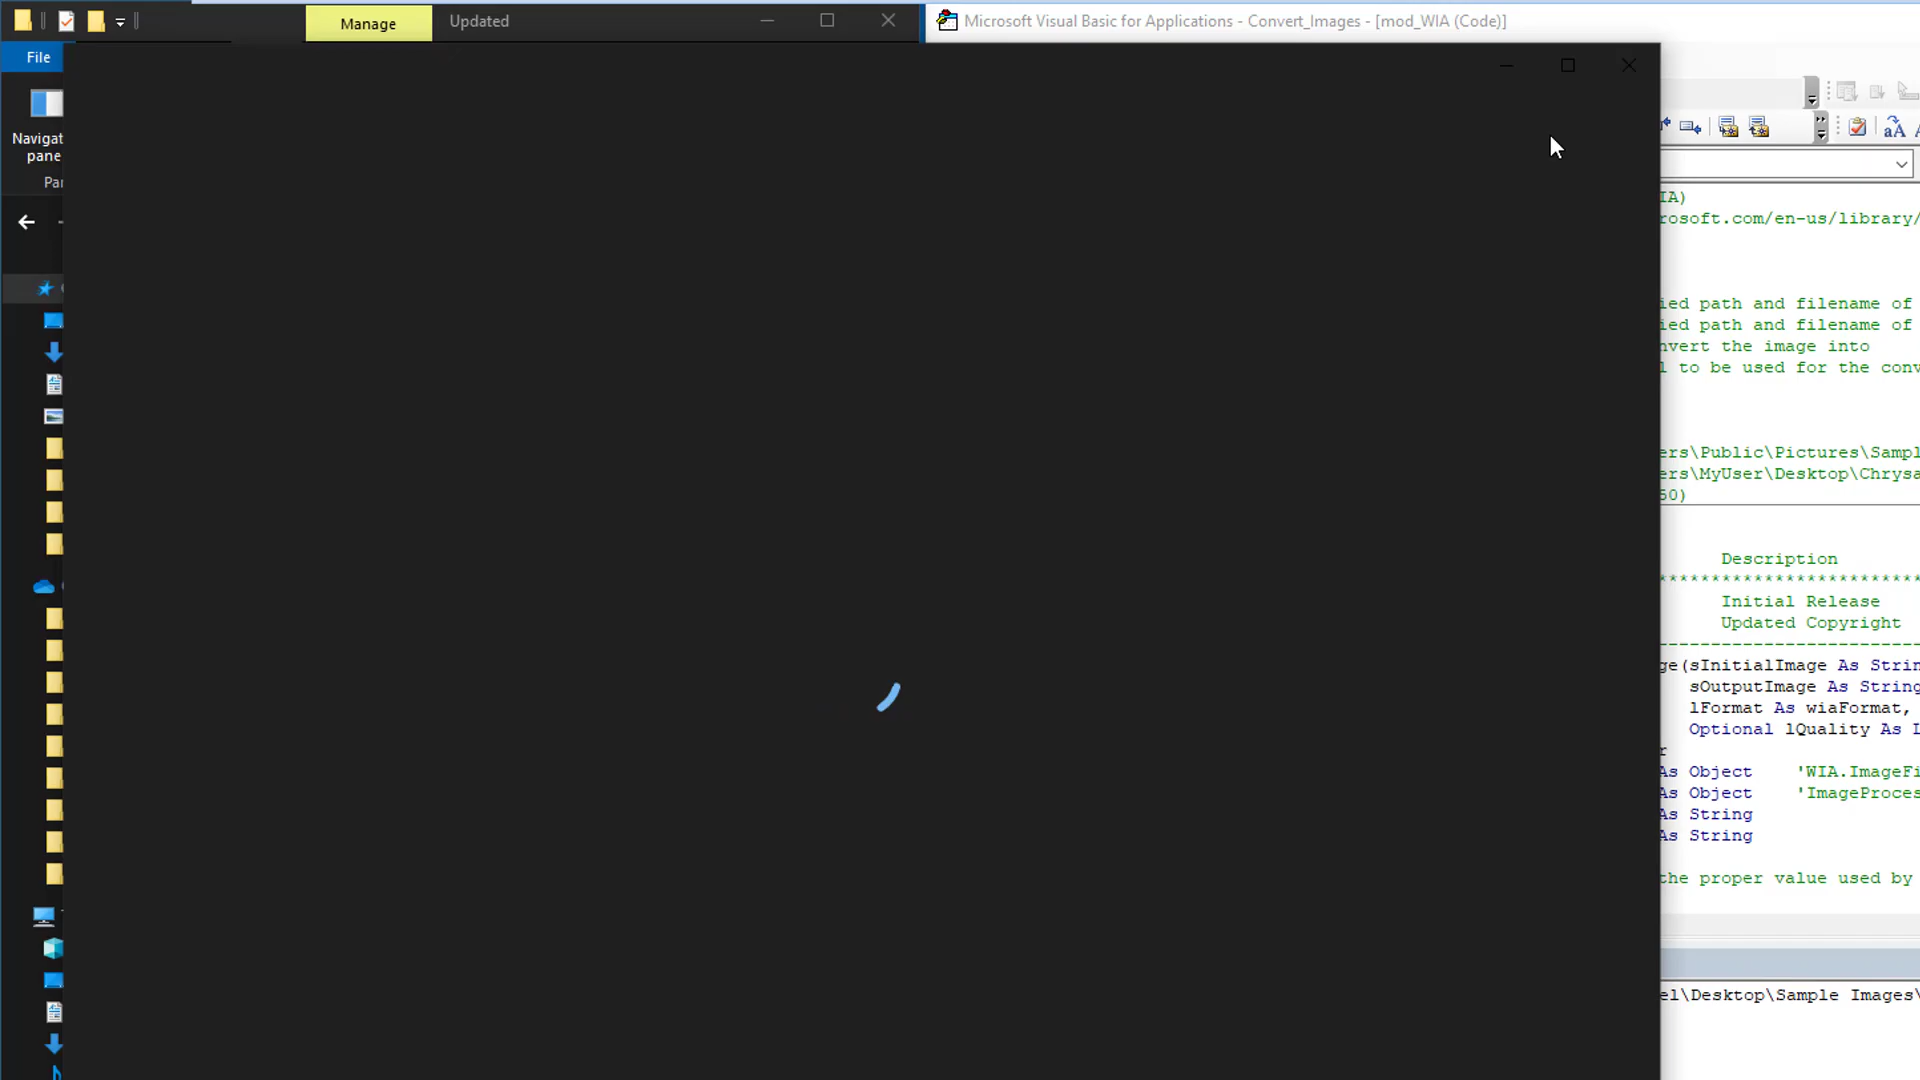 Manage
Updated
Microsoft Visual Basic for Applications - Convert_Images - [mod_WIA (Code)]
File
Navigat
pane
Par
IA)
rosoft.com/en-us/library/
ied path and filename of
ied path and filename of
nvert the image into
l to be used for the conv
ers\Public\Pictures\Sampl
ers\MyUser\Desktop\Chrysa
50)
Description
*************************
Initial Release
Updated Copyright
-------------------------
ge(sInitialImage As Strin
sOutputImage As String
lFormat As wiaFormat,
Optional lQuality As L
r
As Object 'WIA.ImageFi
As Object 'ImageProces
As String
As String
the proper value used by
el\Desktop\Sample Images\